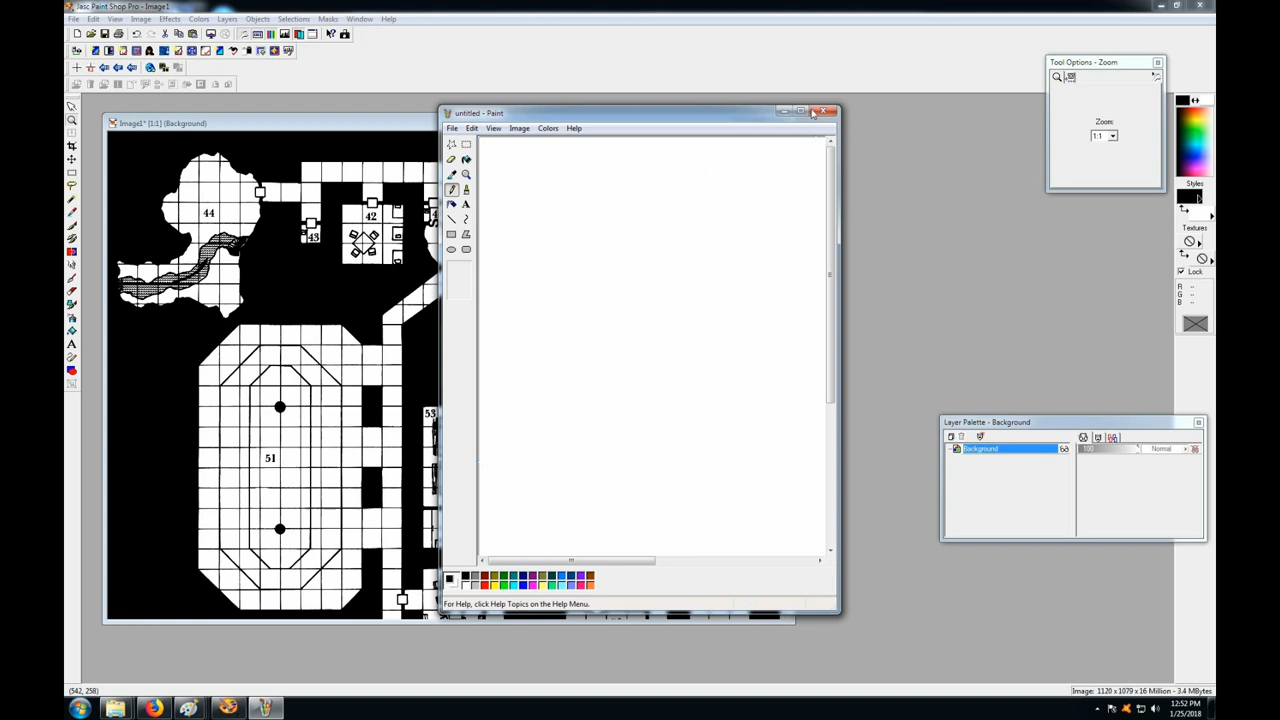 Jasc Paint Shop Pro - Image1
File Edit View Image Effects Colors Layers Objects Selections Masks Window Help
Tool Options - Zoom
Zoom:
1:1
Image1* [1:1] (Background)
untitled - Paint
File Edit View Image Colors Help
44
43
42
51
53
Styles
Textures
Lock
R --
G --
B --
Layer Palette - Background
Background
100
Normal
For Help, click Help Topics on the Help Menu.
(542, 258)
Image: 1120 x 1079 x 16 Million - 3.4 MBytes
12:52 PM
1/25/2018